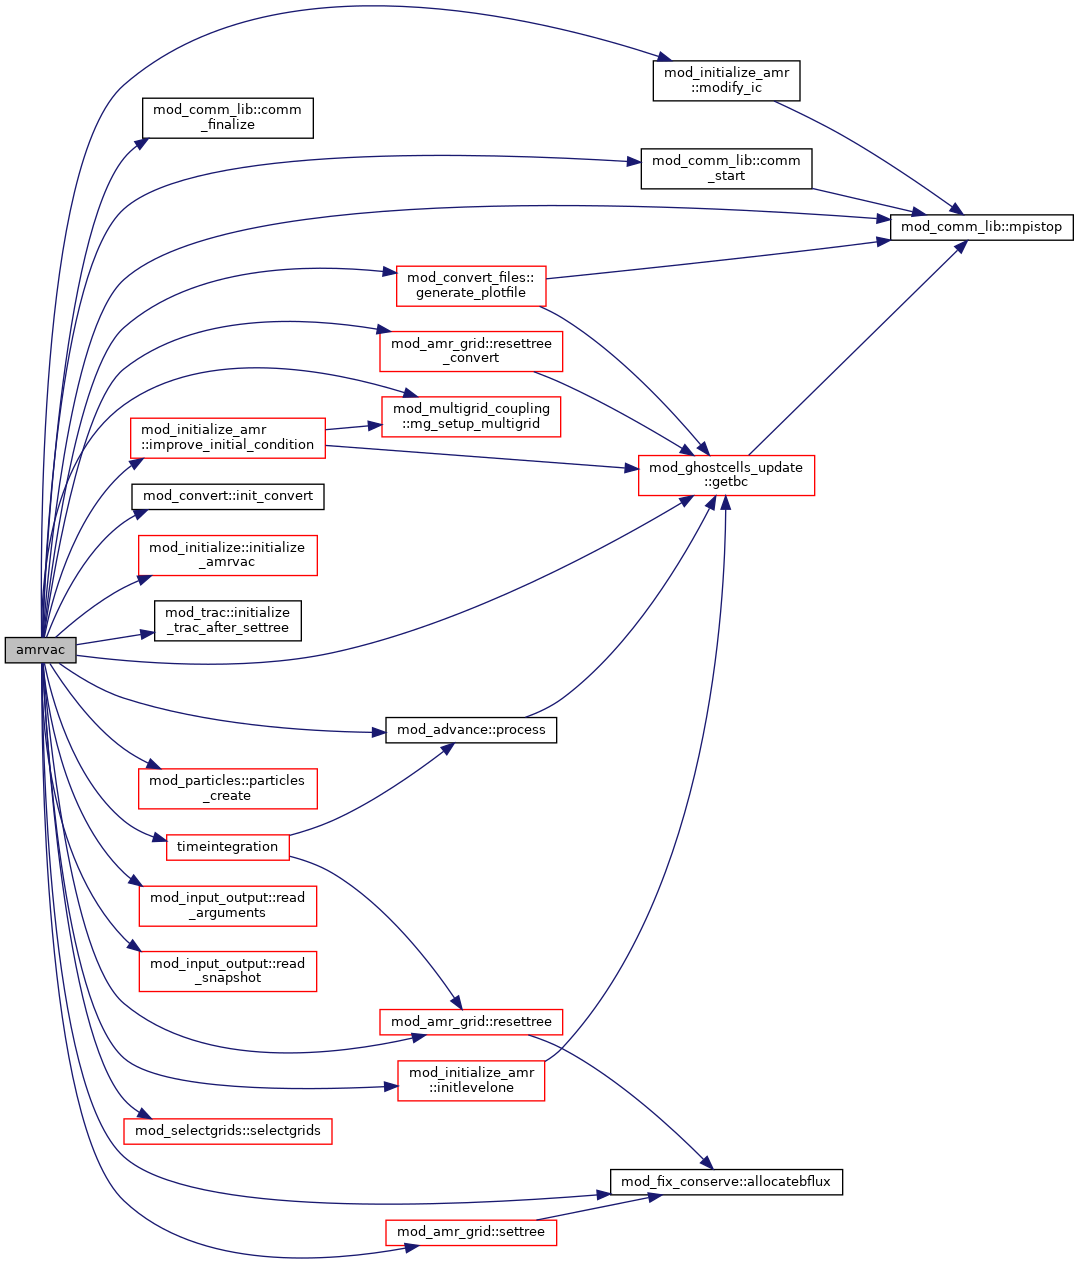 mod_initialize_amr
::modify_ic
mod_comm_lib::comm
_finalize
mod_comm_lib::comm
_start
mod_comm_lib::mpistop
mod_convert_files::
generate_plotfile
mod_amr_grid::resettree
_convert
mod_multigrid_coupling
::mg_setup_multigrid
mod_initialize_amr
::improve_initial_condition
mod_ghostcells_update
::getbc
mod_convert::init_convert
mod_initialize::initialize
_amrvac
mod_trac::initialize
_trac_after_settree
amrvac
mod_advance::process
mod_particles::particles
_create
timeintegration
mod_input_output::read
_arguments
mod_input_output::read
_snapshot
mod_amr_grid::resettree
mod_initialize_amr
::initlevelone
mod_selectgrids::selectgrids
mod_fix_conserve::allocatebflux
mod_amr_grid::settree